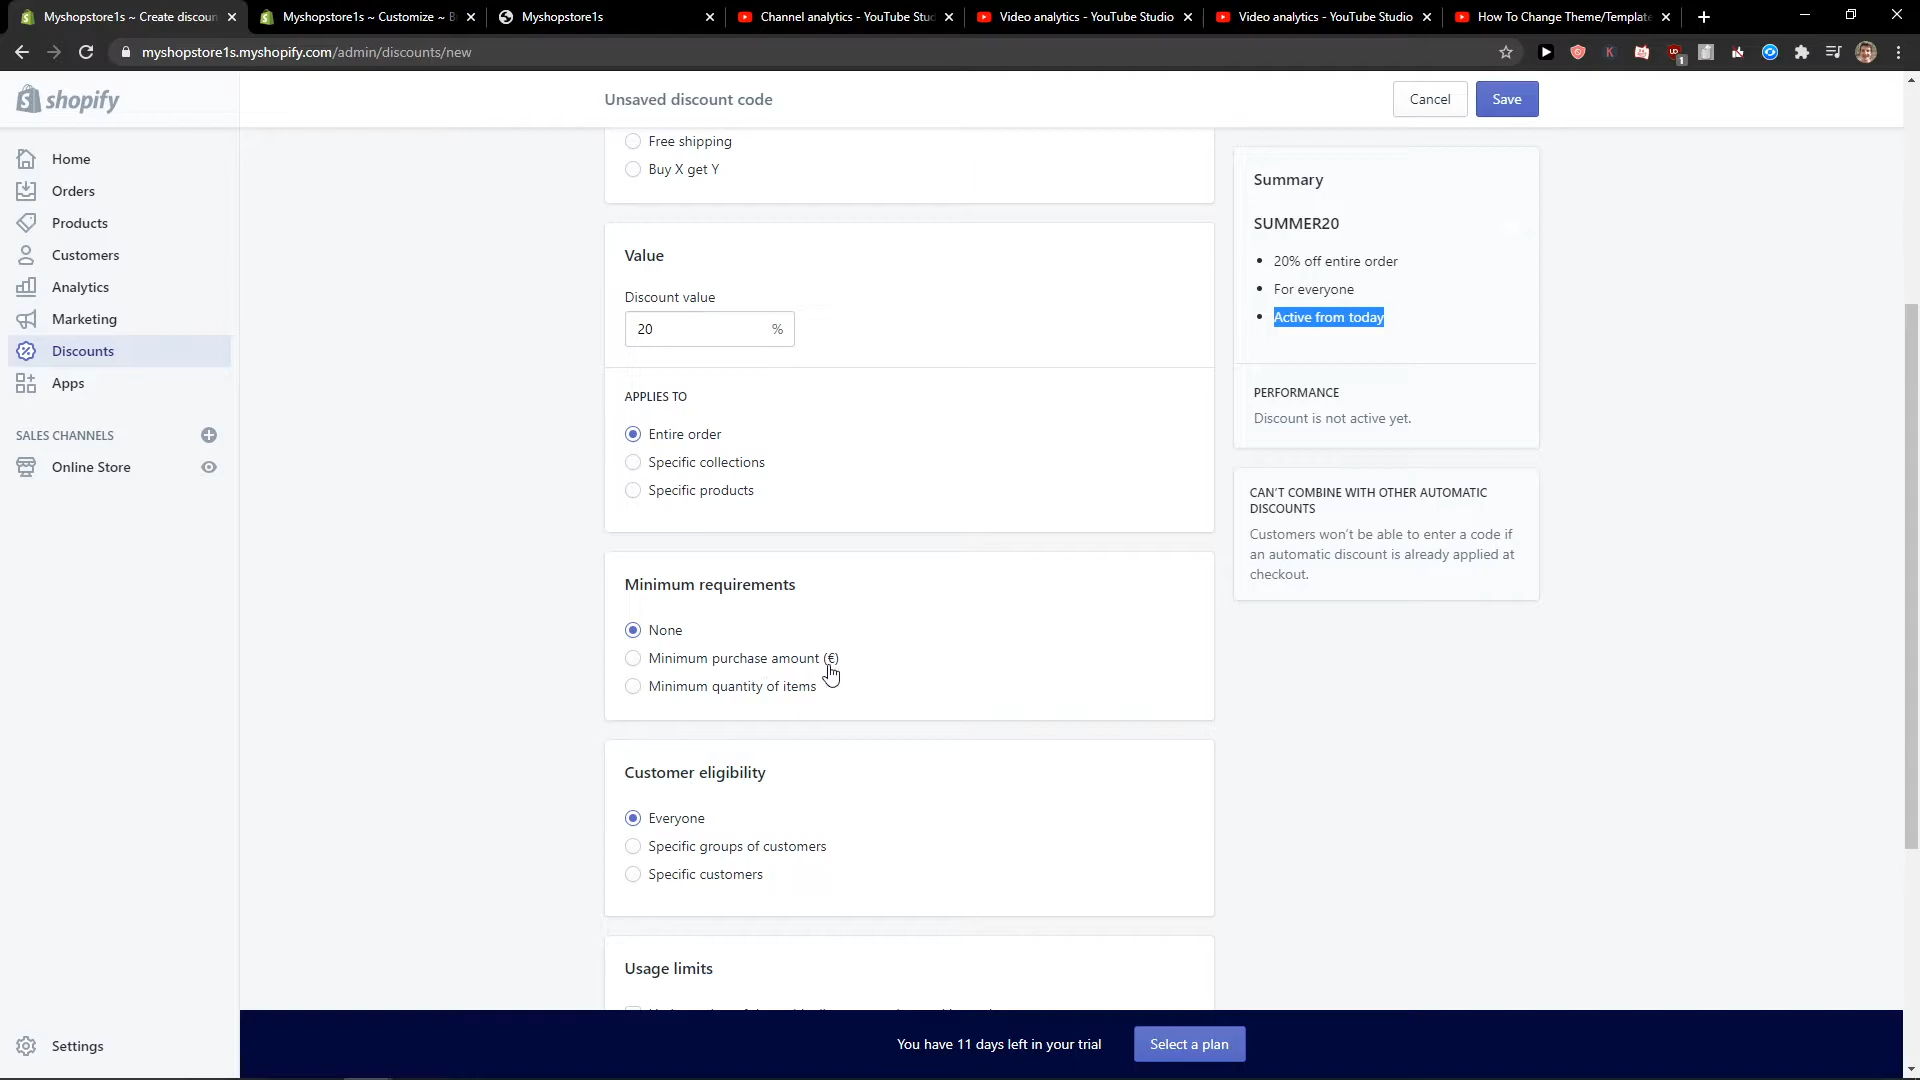 Myshopstore1s ~ Create discoun
Myshopstore1s ~ Customize ~ B
Myshopstore1s
Channel analytics - YouTube Stud
Video analytics - YouTube Studio
Video analytics - YouTube Studio
How To Change Theme/Template
myshopstore1s.myshopify.com/admin/discounts/new
shopify
Unsaved discount code
Cancel
Save
Home
Orders
Products
Customers
Analytics
Marketing
Discounts
Apps
SALES CHANNELS
Online Store
Settings
Free shipping
Buy X get Y
Value
Discount value
20 %
APPLIES TO
Entire order
Specific collections
Specific products
Minimum requirements
None
Minimum purchase amount (€)
Minimum quantity of items
Customer eligibility
Everyone
Specific groups of customers
Specific customers
Usage limits
Summary
SUMMER20
20% off entire order
For everyone
Active from today
PERFORMANCE
Discount is not active yet.
CAN'T COMBINE WITH OTHER AUTOMATIC
DISCOUNTS
Customers won't be able to enter a code if
an automatic discount is already applied at
checkout.
You have 11 days left in your trial
Select a plan